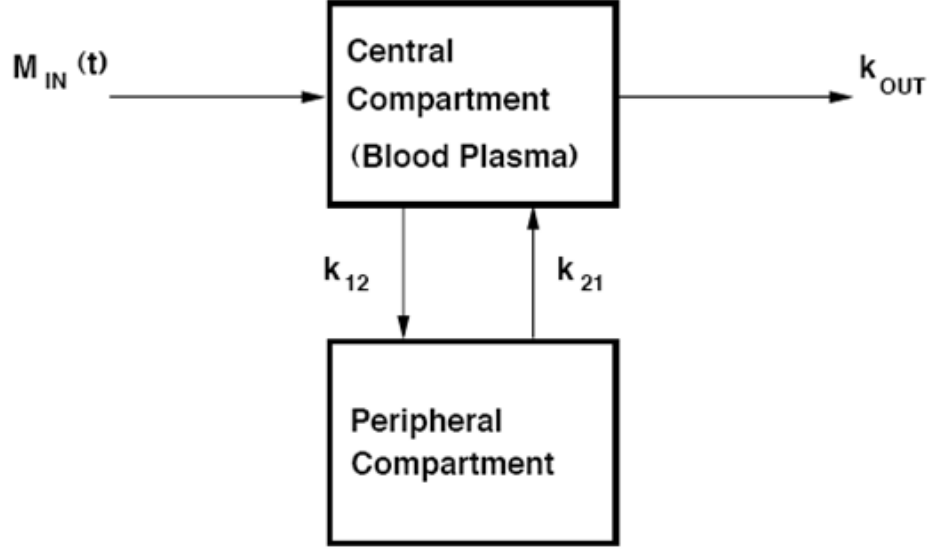 M IN (t)
Central
Compartment
(Blood Plasma)
k OUT
k 12
k 21
Peripheral
Compartment